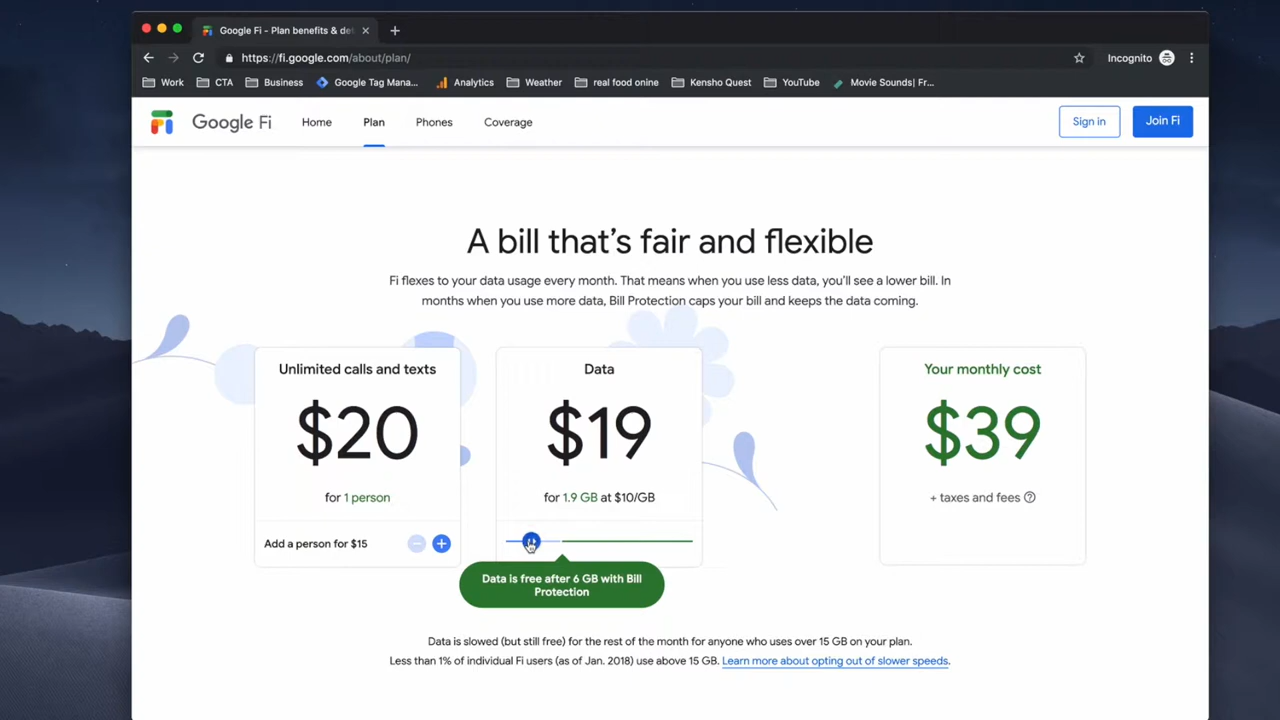 Google Fi - Plan benefits & de
https://fi.google.com/about/plan/
Incognito
Work
CTA
Business
Google Tag Mana...
Analytics
Weather
real food onine
Kensho Quest
YouTube
Movie Sounds| Fr...
Google Fi
Home
Plan
Phones
Coverage
Sign in
Join Fi
A bill that's fair and flexible
Fi flexes to your data usage every month. That means when you use less data, you'll see a lower bill. In
months when you use more data, Bill Protection caps your bill and keeps the data coming.
Unlimited calls and texts
$20
for 1 person
Add a person for $15
Data
$19
for 1.9 GB at $10/GB
Data is free after 6 GB with Bill
Protection
Your monthly cost
$39
+ taxes and fees
Data is slowed (but still free) for the rest of the month for anyone who uses over 15 GB on your plan.
Less than 1% of individual Fi users (as of Jan. 2018) use above 15 GB. Learn more about opting out of slower speeds.